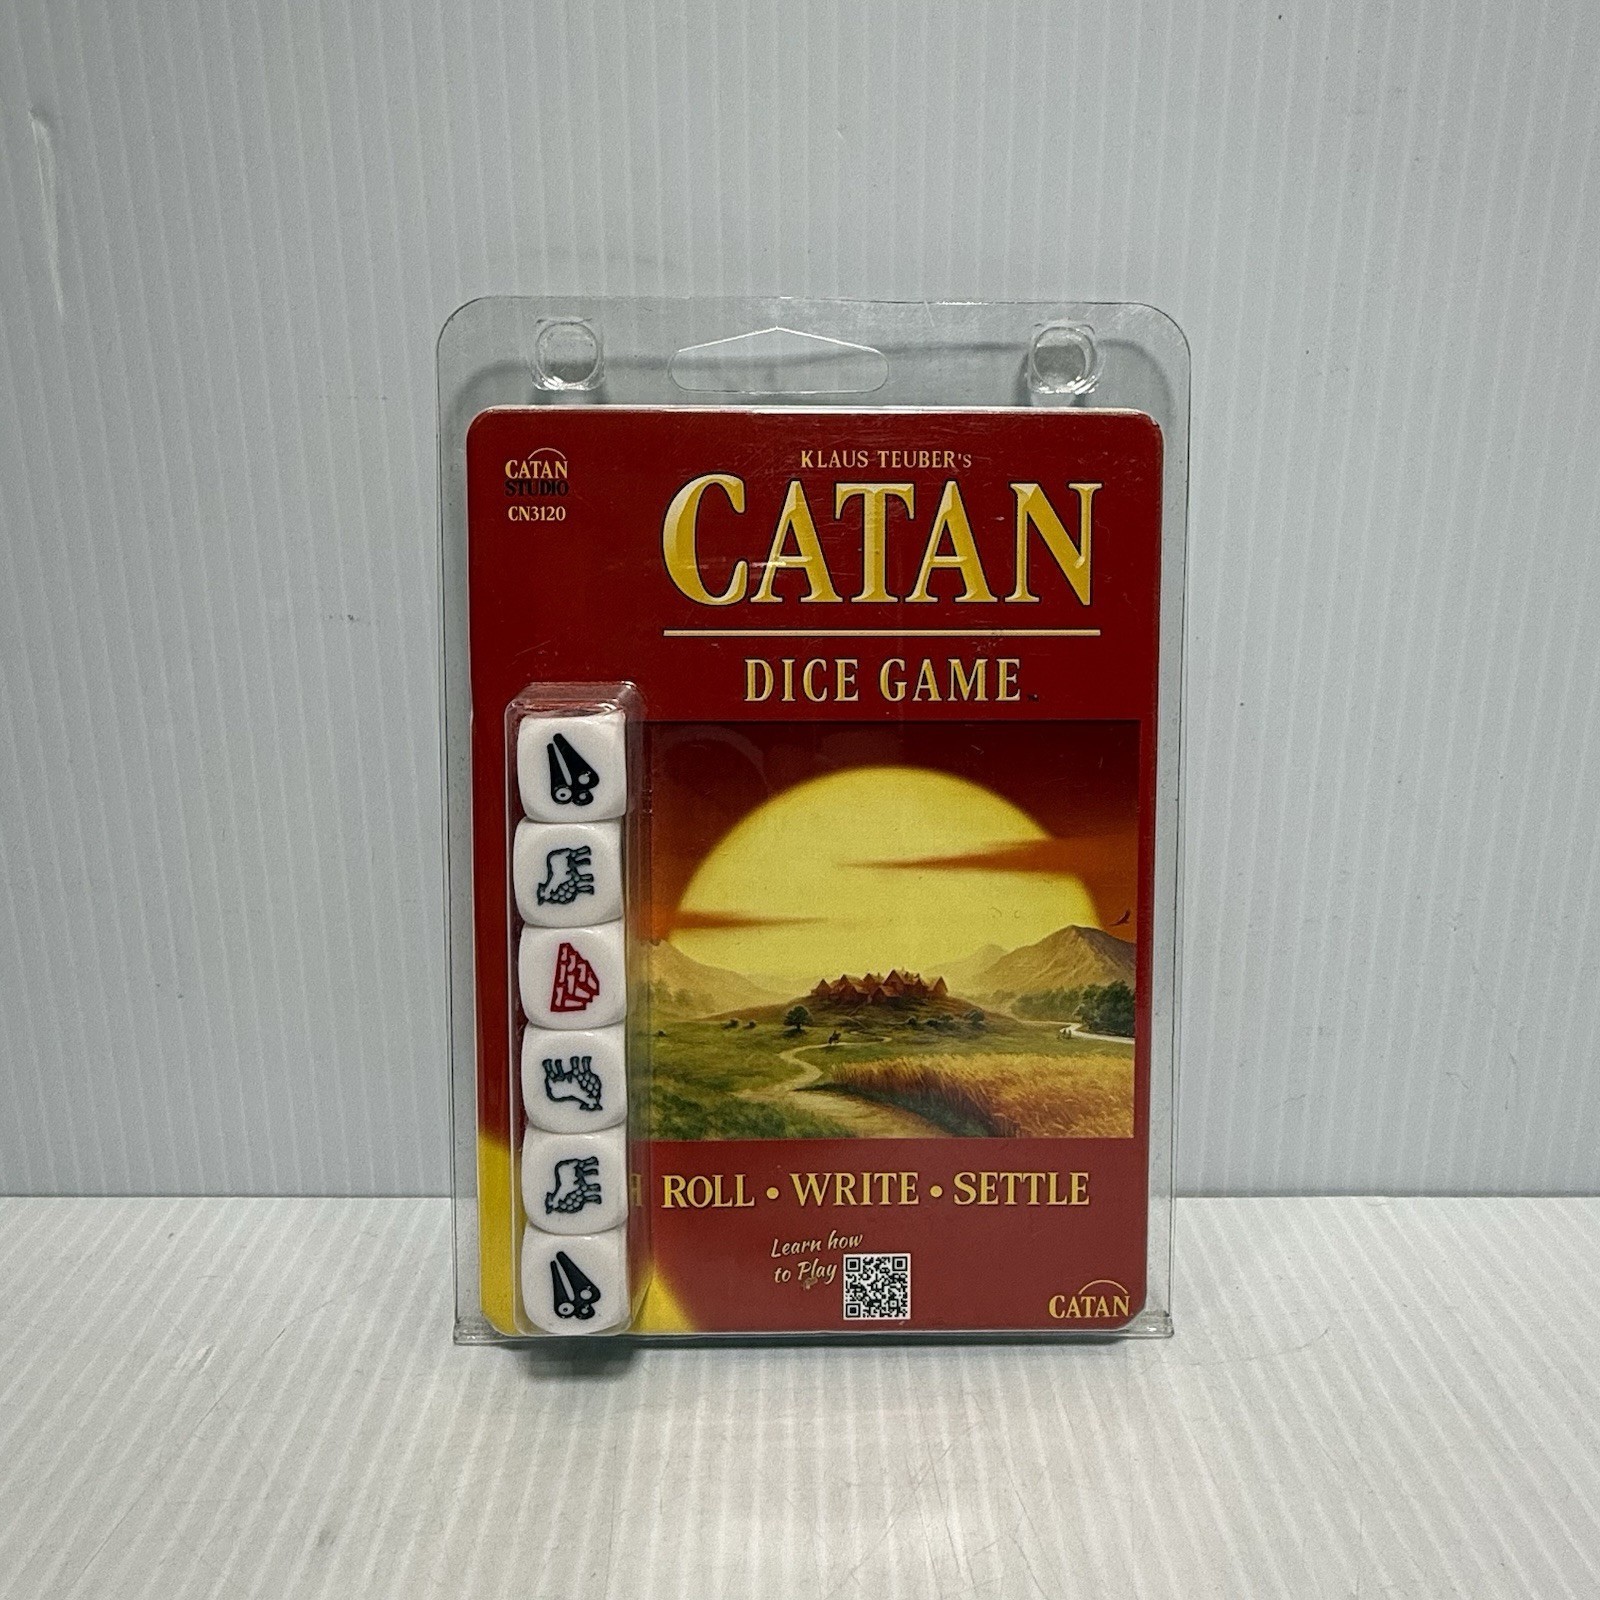 CATAN
STUDIO
CN3120
KLAUS TEUBER'S
CATAN
DICE GAME
ROLL • WRITE • SETTLE
Learn how
to Play
CATAN